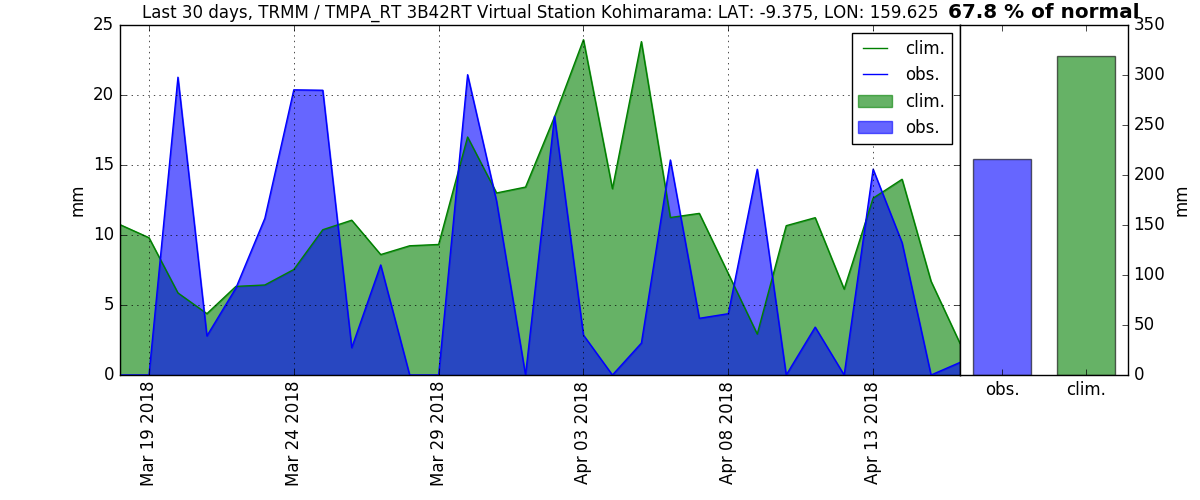 Last 30 days, TRMM / TMPA_RT 3B42RT Virtual Station Kohimarama: LAT: -9.375, LON: 159.625
67.8 % of normal
25
20
15
10
5
0
mm
clim.
obs.
clim.
obs.
Mar 19 2018
Mar 24 2018
Mar 29 2018
Apr 03 2018
Apr 08 2018
Apr 13 2018
350
300
250
200
150
100
50
0
mm
obs.
clim.